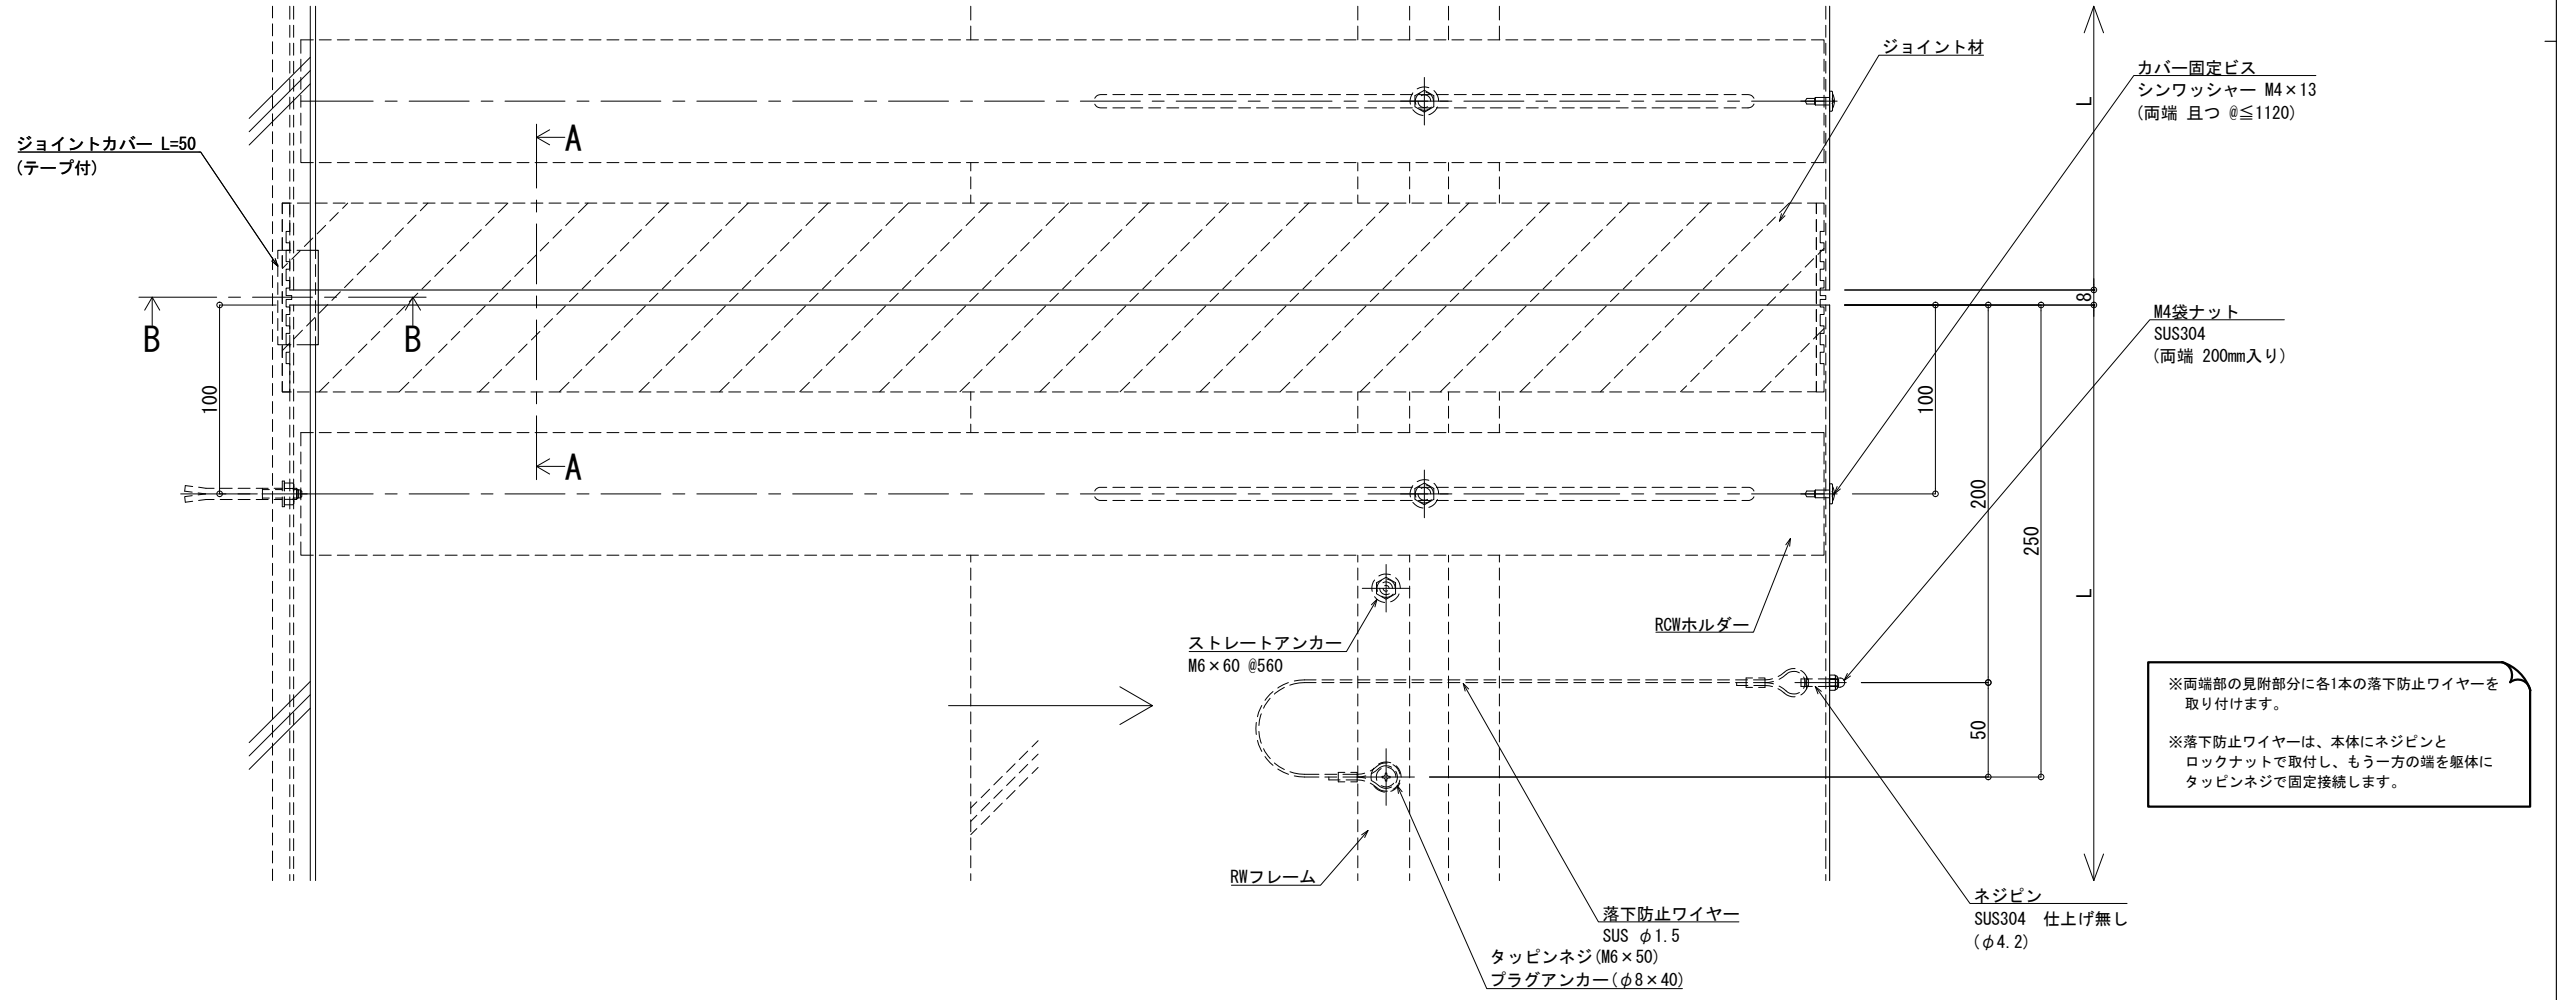 ジョイント材
カバー固定ビス
シンワッシャー M4×13
(両端 且つ @≦1120)
L
ジョイントカバー L=50
(テープ付)
A
8
B
B
M4袋ナット
SUS304
(両端 200mm入り)
100
100
A
200
250
L
ストレートアンカー
M6×60 @560
RCWホルダー
50
※両端部の見附部分に各1本の落下防止ワイヤーを
取り付けます。
※落下防止ワイヤーは、本体にネジピンと
ロックナットで取付し、もう一方の端を躯体に
タッピンネジで固定接続します。
RWフレーム
落下防止ワイヤー
SUS φ1.5
タッピンネジ(M6×50)
プラグアンカー(φ8×40)
ネジピン
SUS304 仕上げ無し
(φ4.2)